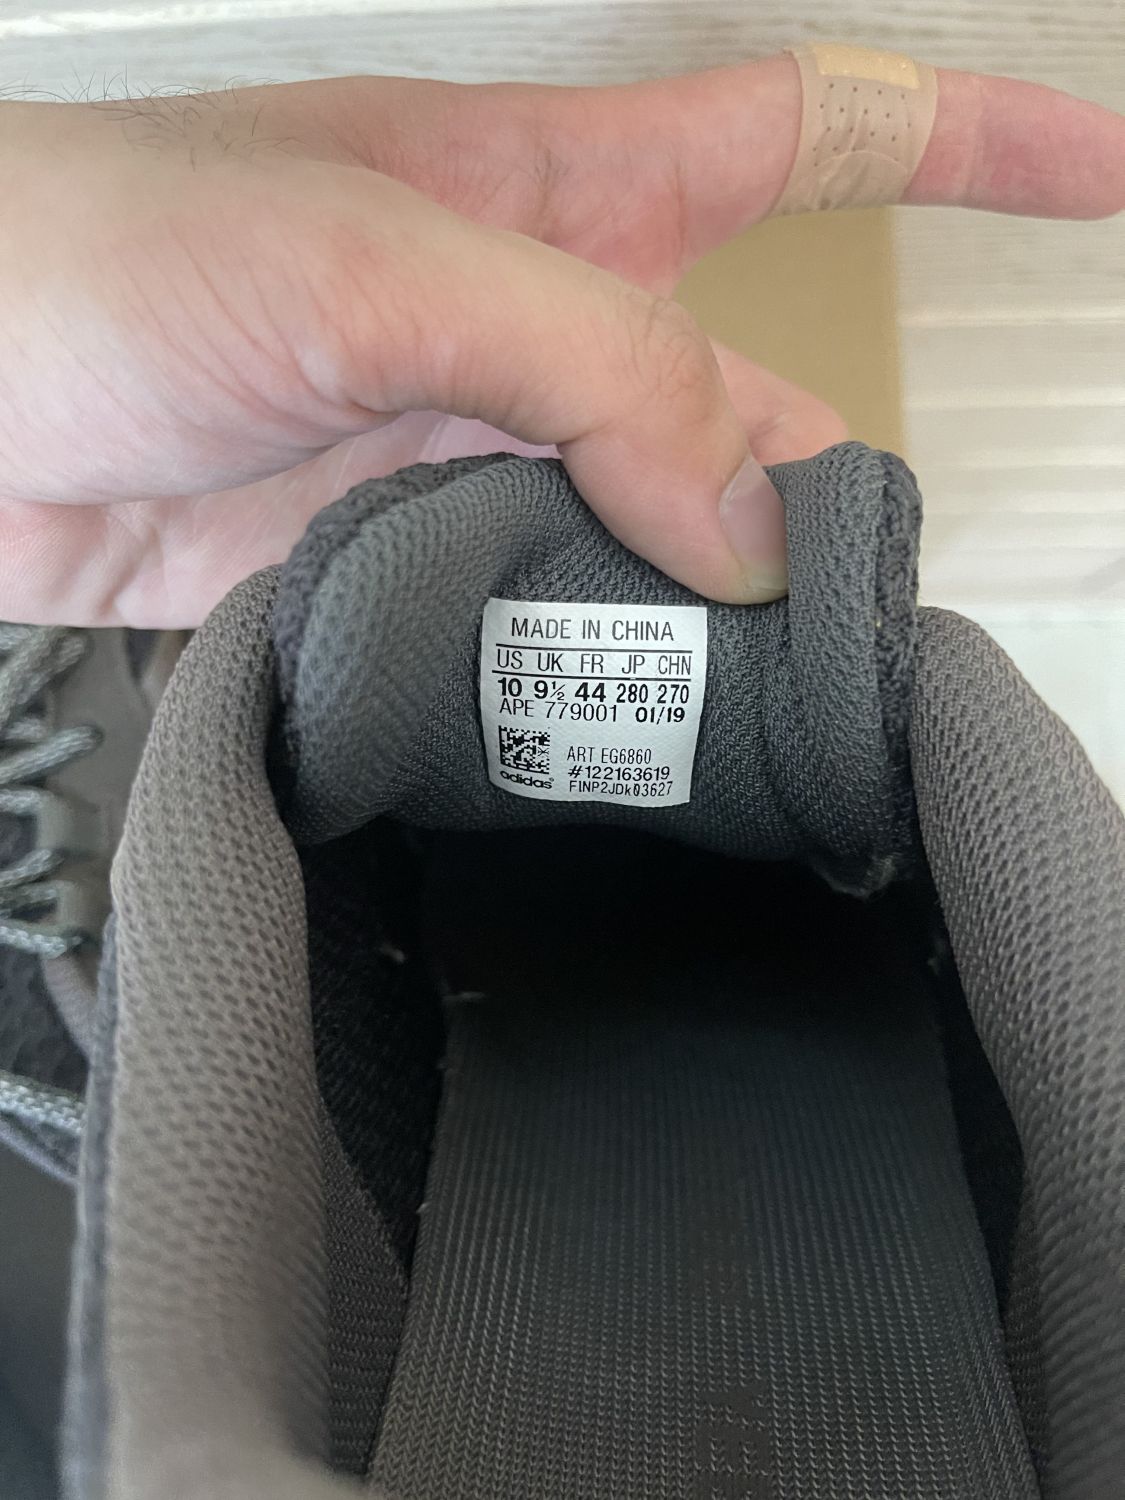 MADE IN CHINA
US UK FR JP CHN
10 9½ 44 280 270
APE 779001 01/19
ART EG6860
#122163619
adidas
F1NP2JDk03627